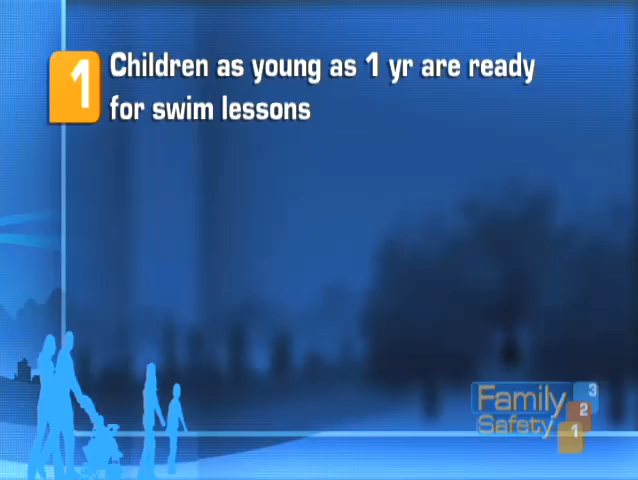 1
Children as young as 1 yr are ready
for swim lessons
Family
Safety
3
2
1